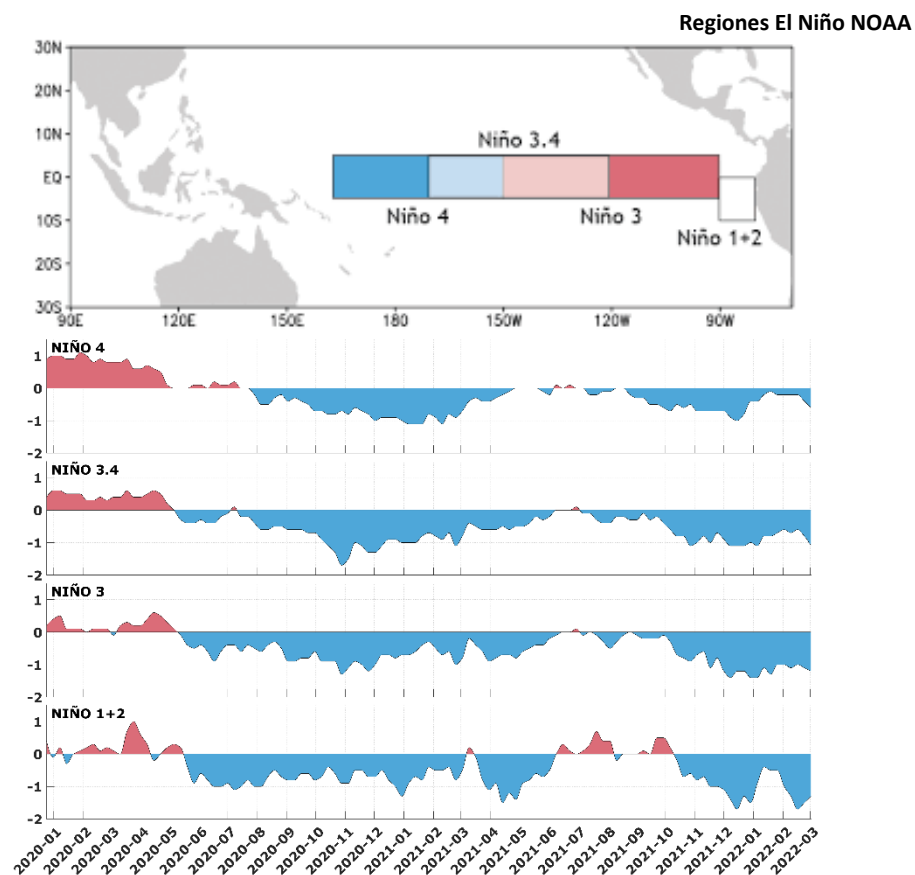 Regiones El Niño NOAA
30N
20N
10N
EQ
10S
20S
30S
Niño 3.4
Niño 4
Niño 3
Niño 1+2
90E 120E 150E 180 150W 120W 90W
NIÑO 4
1
0
-1
-2
NIÑO 3.4
1
0
-1
-2
NIÑO 3
1
0
-1
-2
NIÑO 1+2
1
0
-1
-2
2020-01 2020-02 2020-03 2020-04 2020-05 2020-06 2020-07 2020-08 2020-09 2020-10 2020-11 2020-12 2021-01 2021-02 2021-03 2021-04 2021-05 2021-06 2021-07 2021-08 2021-09 2021-10 2021-11 2021-12 2022-01 2022-02 2022-03